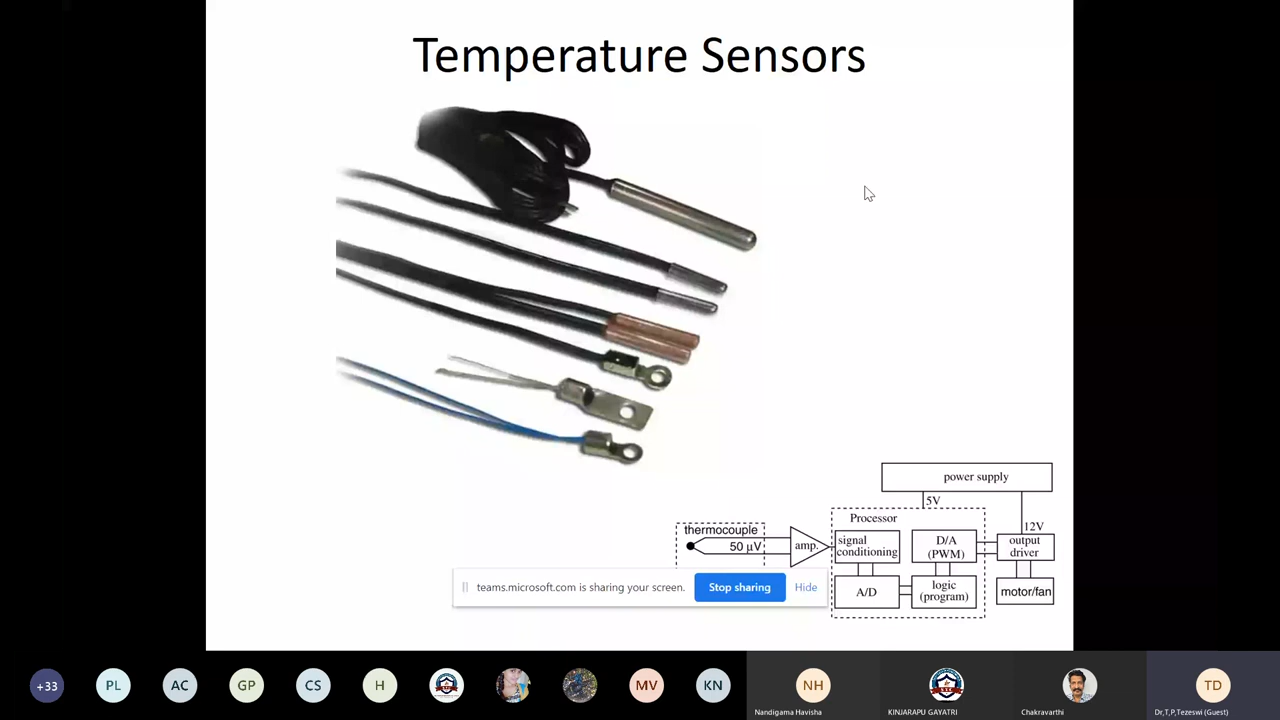 Temperature Sensors
power supply
5V
Processor
12V
thermocouple
50 μV
amp.
signal
conditioning
D/A
(PWM)
output
driver
A/D
logic
(program)
motor/fan
teams.microsoft.com is sharing your screen.
Stop sharing
Hide
+33
PL
AC
GP
CS
H
MV
KN
NH
TD
Nandigama Havisha
KINJARAPU GAYATRI
Chakravarthi
Dr,T,P,Tezeswi (Guest)